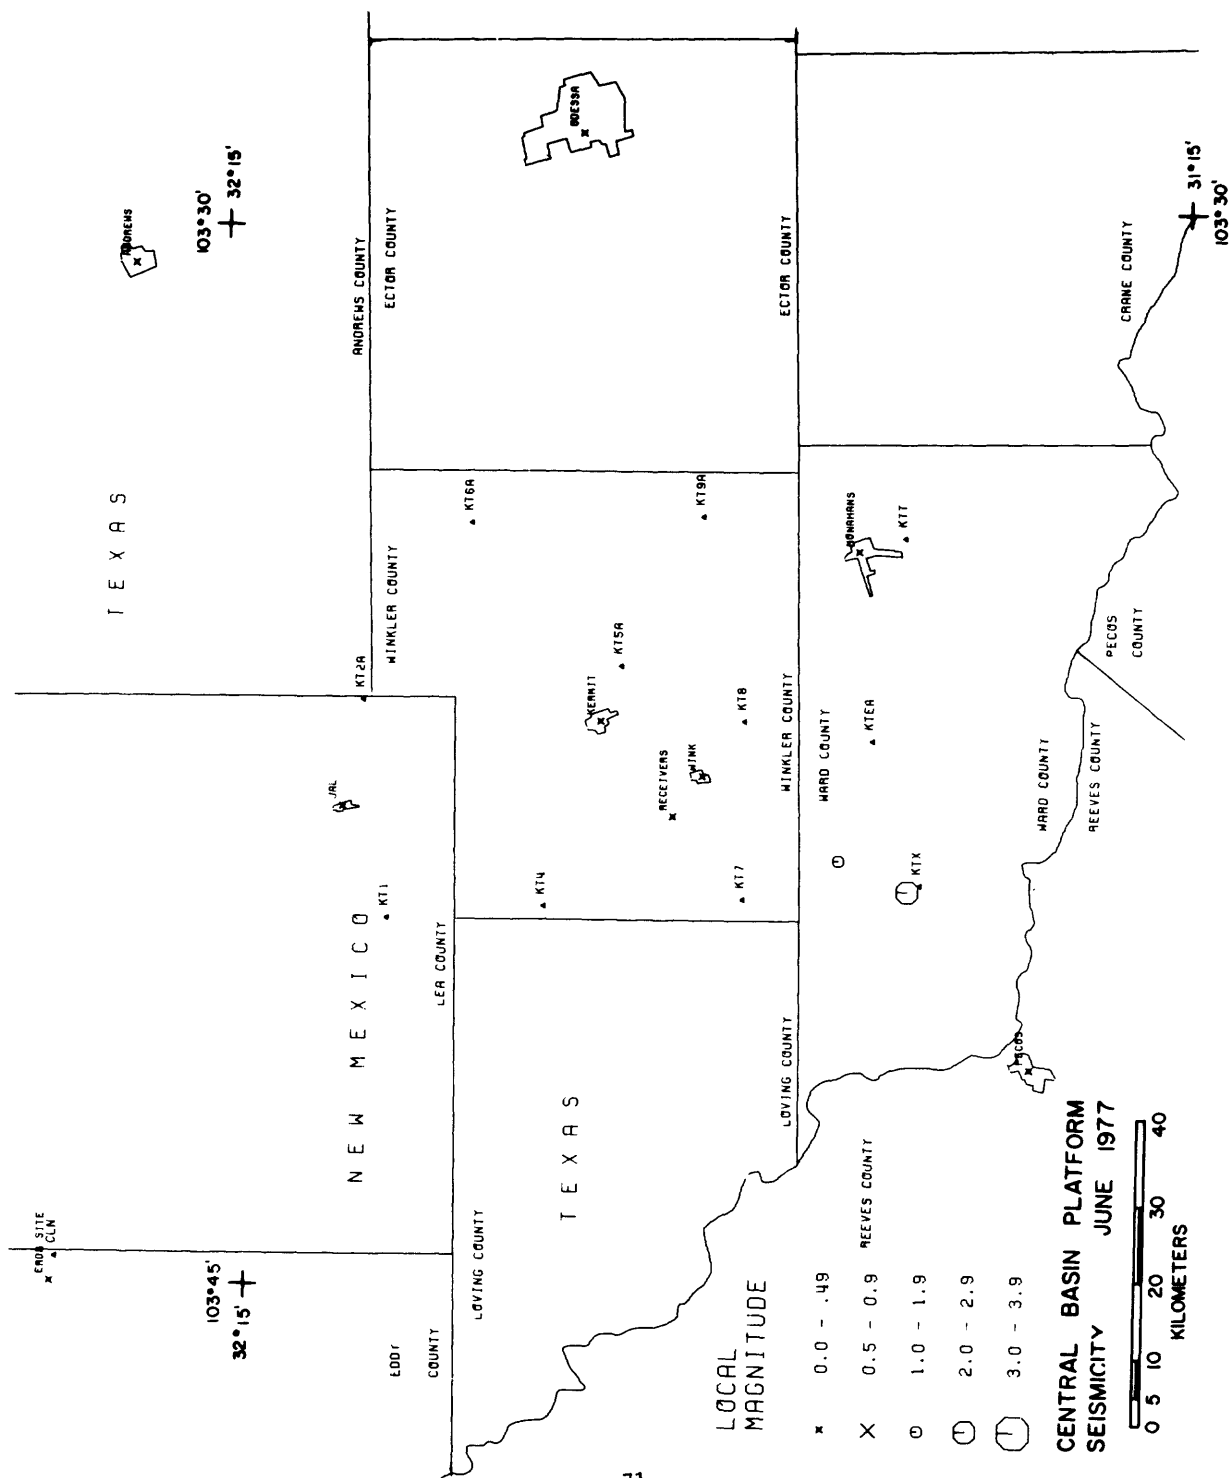 ANDREWS
103°30'
32°15'
TEXAS
ANDREWS COUNTY
ECTOR COUNTY
ODESSA
ECTOR COUNTY
CRANE COUNTY
31°15'
103°30'
KT6A
KT9A
WINKLER COUNTY
KT2A
KERMIT
KT5A
KT8
RECEIVERS
WINK
WINKLER COUNTY
WARD COUNTY
MONAHANS
KTT
KTEA
PECOS
COUNTY
WARD COUNTY
REEVES COUNTY
JAL
KT1
NEW MEXICO
LEA COUNTY
KT4
KT7
KTX
ERDA SITE
CLN
103°45'
32°15'
EDDY
COUNTY
LOVING COUNTY
TEXAS
LOVING COUNTY
REEVES COUNTY
PECOS
LOCAL
MAGNITUDE
0.0 - .49
0.5 - 0.9
1.0 - 1.9
2.0 - 2.9
3.0 - 3.9
CENTRAL BASIN PLATFORM
SEISMICITY JUNE 1977
0 5 10 20 30 40
KILOMETERS
71